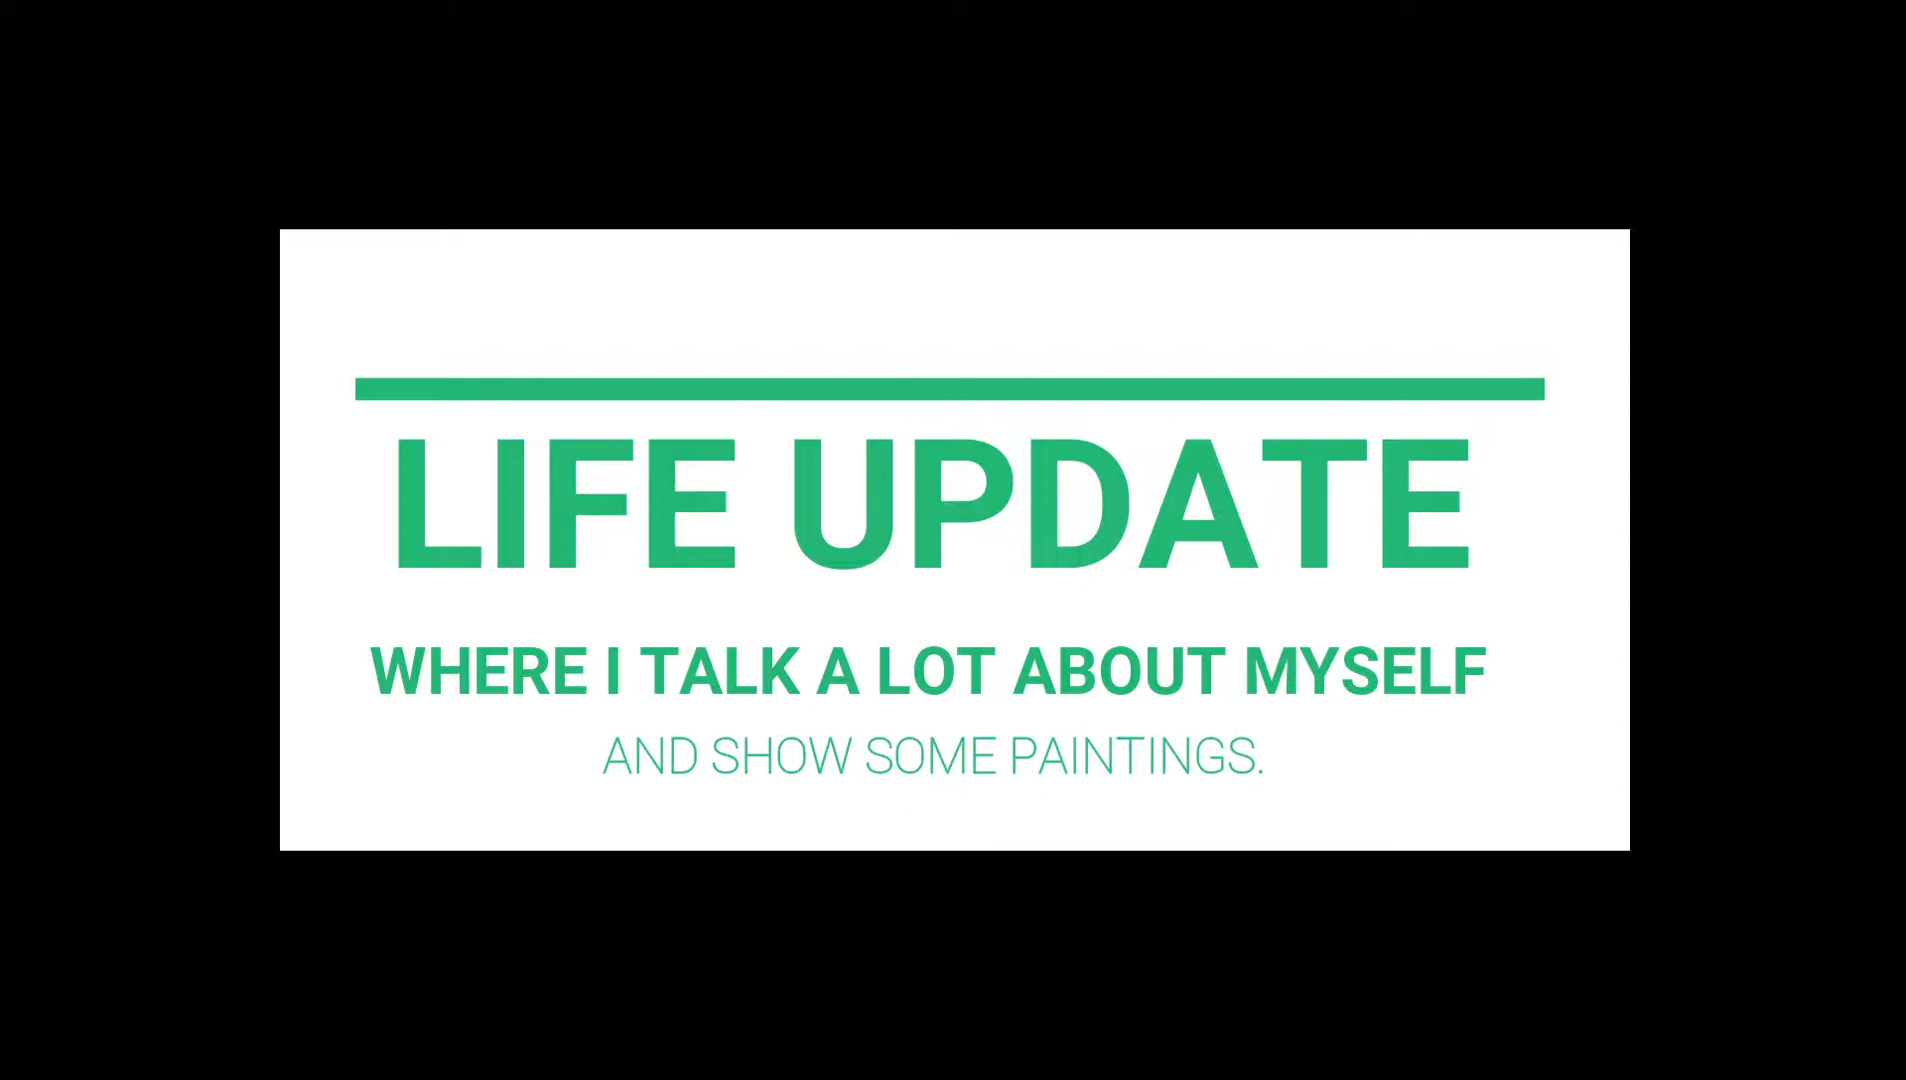 LIFE UPDATE
WHERE I TALK A LOT ABOUT MYSELF
AND SHOW SOME PAINTINGS.